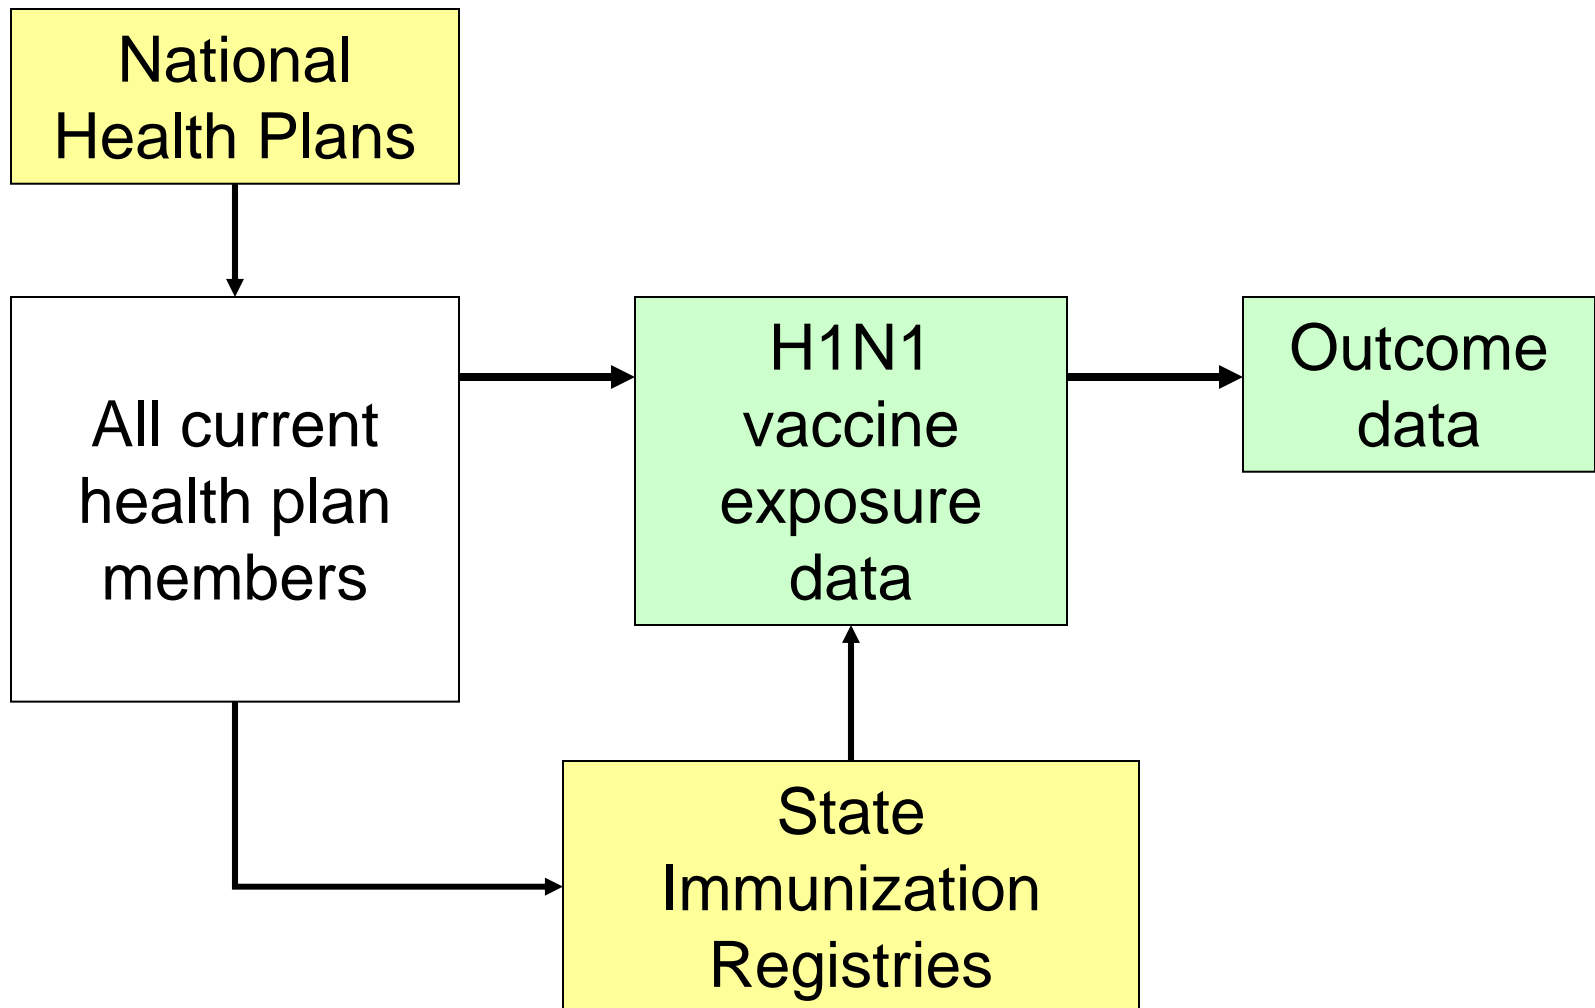 National
Health Plans
All current
health plan
members
H1N1
vaccine
exposure
data
Outcome
data
State
Immunization
Registries